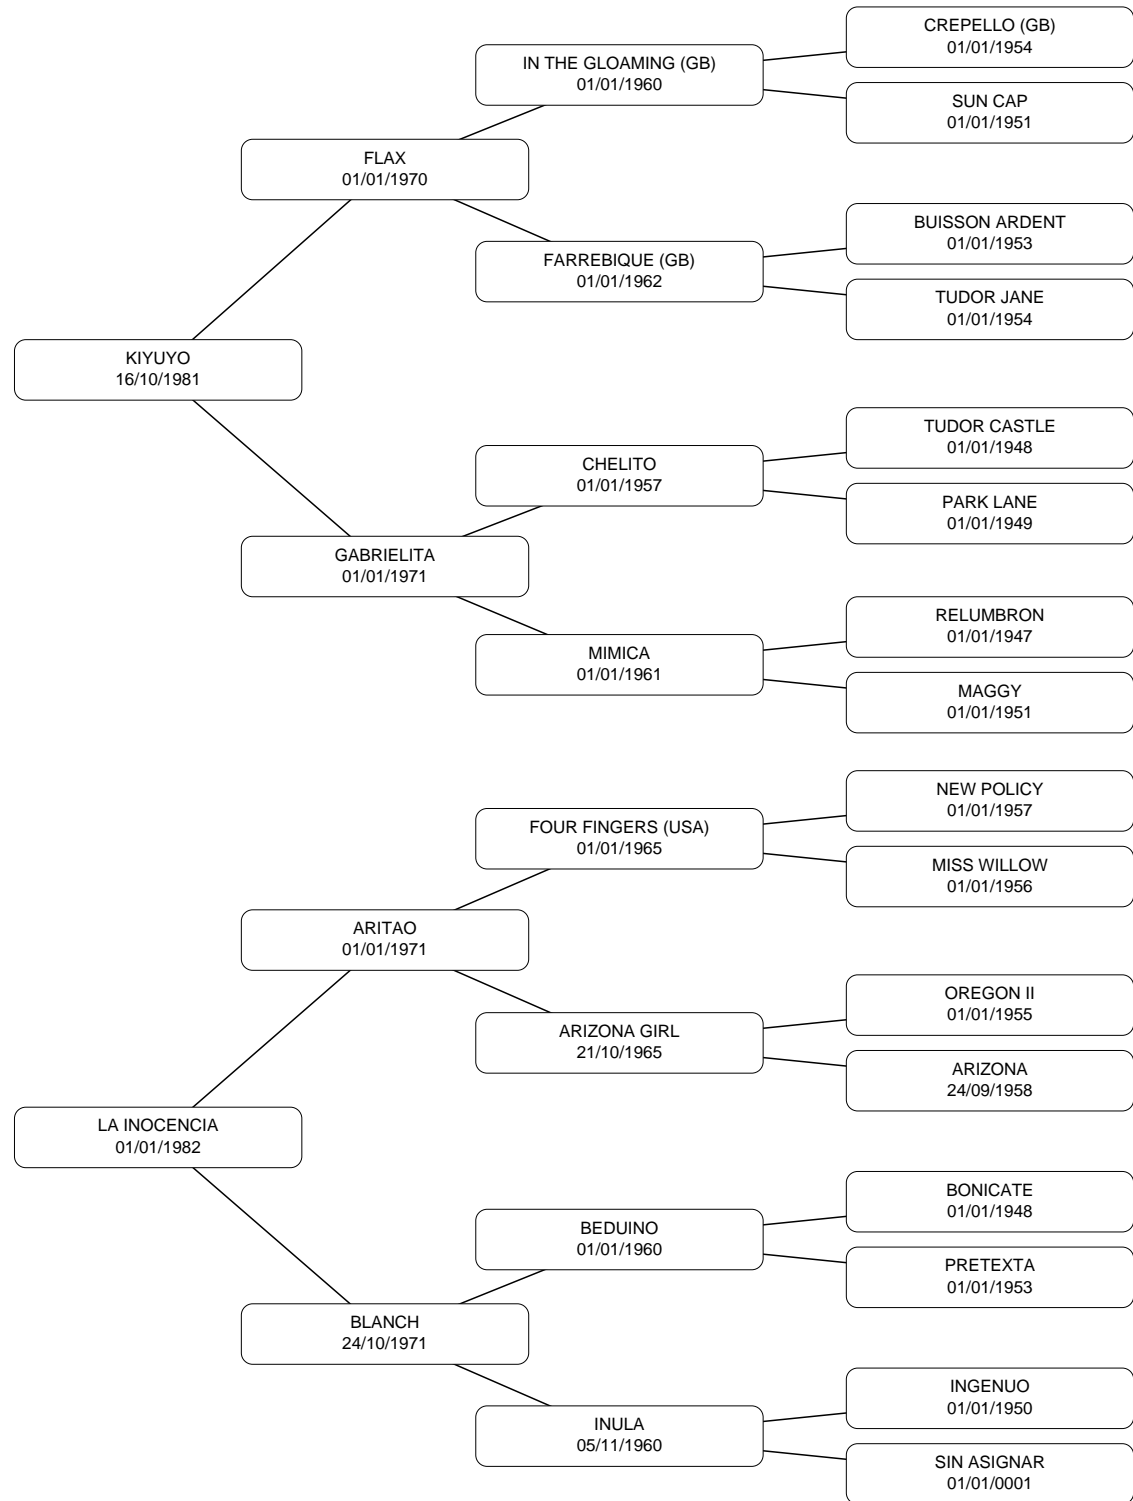 CREPELLO (GB)
01/01/1954
IN THE GLOAMING (GB)
01/01/1960
SUN CAP
01/01/1951
FLAX
01/01/1970
BUISSON ARDENT
01/01/1953
FARREBIQUE (GB)
01/01/1962
TUDOR JANE
01/01/1954
KIYUYO
16/10/1981
TUDOR CASTLE
01/01/1948
CHELITO
01/01/1957
PARK LANE
01/01/1949
GABRIELITA
01/01/1971
RELUMBRON
01/01/1947
MIMICA
01/01/1961
MAGGY
01/01/1951
NEW POLICY
01/01/1957
FOUR FINGERS (USA)
01/01/1965
MISS WILLOW
01/01/1956
ARITAO
01/01/1971
OREGON II
01/01/1955
ARIZONA GIRL
21/10/1965
ARIZONA
24/09/1958
LA INOCENCIA
01/01/1982
BONICATE
01/01/1948
BEDUINO
01/01/1960
PRETEXTA
01/01/1953
BLANCH
24/10/1971
INGENUO
01/01/1950
INULA
05/11/1960
SIN ASIGNAR
01/01/0001